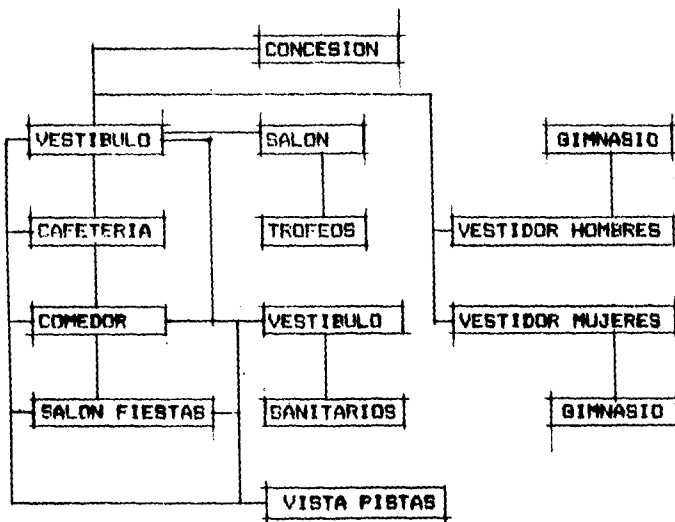 CONCESION
VESTIBULO
SALON
GIMNASIO
CAFETERIA
TROFEOS
VESTIDOR HOMBRES
COMEDOR
VESTIBULO
VESTIDOR MUJERES
SALON FIESTAS
SANITARIOS
GIMNASIO
VISTA PISTAS